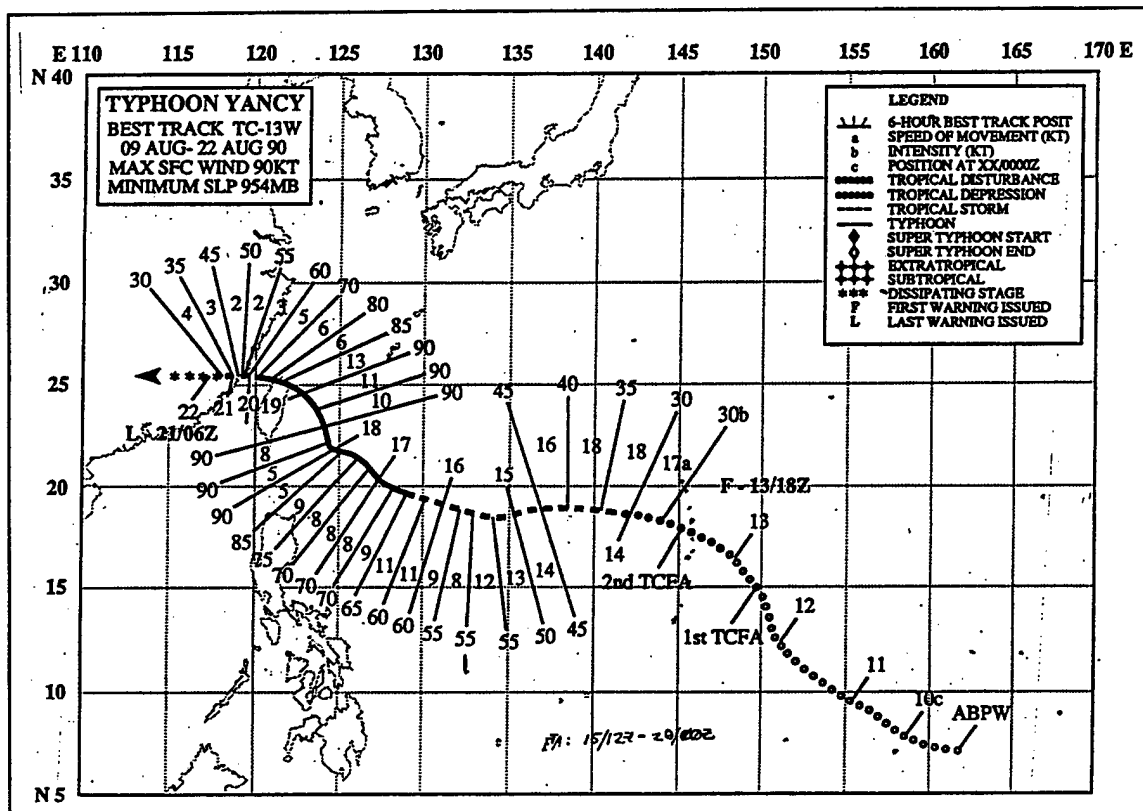 E 110 115 120 125 130 135 140 145 150 155 160 165 170 E
N 40
35
30
25
20
15
10
N 5
TYPHOON YANCY
BEST TRACK TC-13W
09 AUG- 22 AUG 90
MAX SFC WIND 90KT
MINIMUM SLP 954MB
LEGEND
6-HOUR BEST TRACK POSIT
a SPEED OF MOVEMENT (KT)
b INTENSITY (KT)
c POSITION AT XX/0000Z
TROPICAL DISTURBANCE
TROPICAL DEPRESSION
TROPICAL STORM
TYPHOON
SUPER TYPHOON START
SUPER TYPHOON END
EXTRATROPICAL
SUBTROPICAL
*** DISSIPATING STAGE
F FIRST WARNING ISSUED
L LAST WARNING ISSUED
30 35 45 50 55 60 70 80 85 90 90 90
4 3 2 2 3 5 6 6 13 11 10
22 21 20 19
L - 21/06Z
90 90 90 85 75 70 70 70 65 60 60 55 55 55 50 45
8 5 5 9 8 8 8 9 11 11 9 8 12 13 14
18 17 16 15 14
45 40 35 30 30b
16 18 18 17a
F - 13/18Z
2nd TCFA
13
1st TCFA
12
11
10c
ABPW
15/12Z - 20/